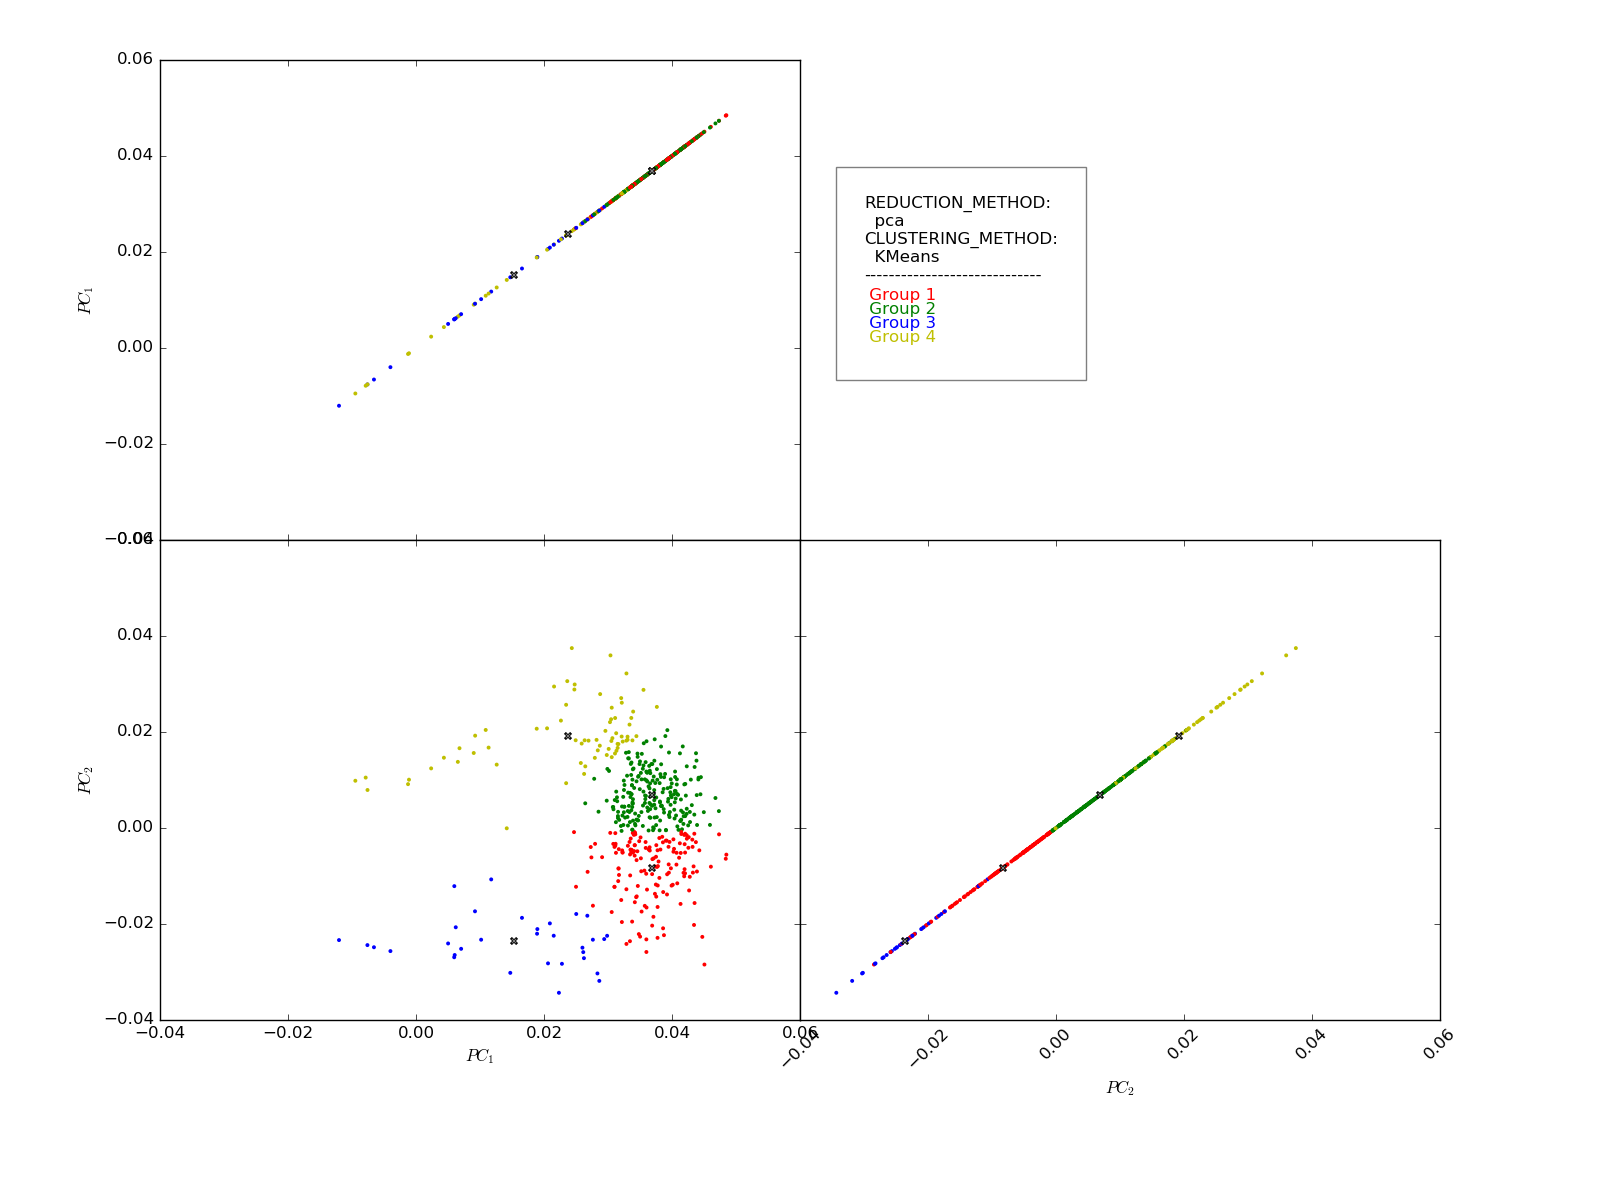 0.06
0.04
0.02
0.00
−0.02
PC1
REDUCTION_METHOD:
pca
CLUSTERING_METHOD:
KMeans
-----------------------------
Group 1
Group 2
Group 3
Group 4
0.04
0.02
0.00
−0.02
−0.04
PC2
−0.04
−0.02
0.00
0.02
0.04
0.06
PC1
−0.04
−0.02
0.00
0.02
0.04
0.06
PC2